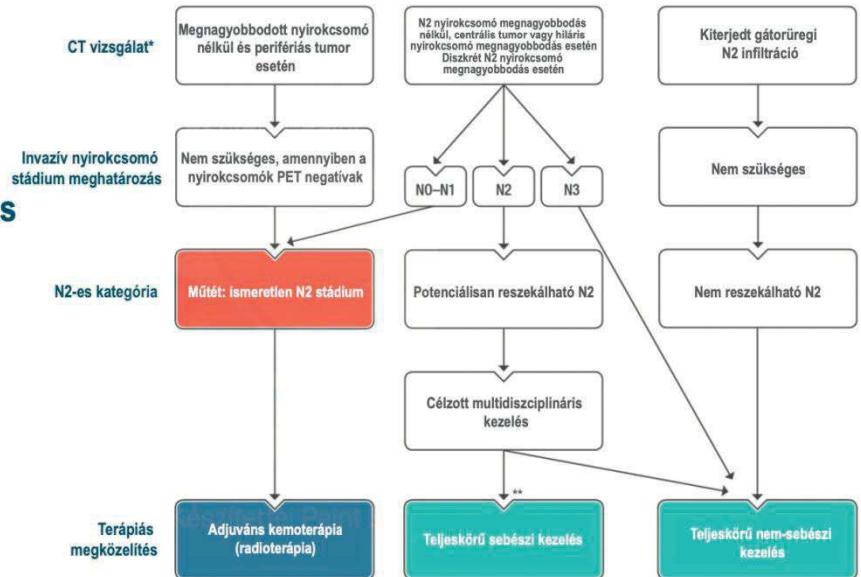 CT vizsgálat*
Megnagyobbodott nyirokcsomó
nélkül és perifériás tumor
esetén
N2 nyirokcsomó megnagyobbodás
nélkül, centrális tumor vagy hiláris
nyirokcsomó megnagyobbodás esetén
Diszkrét N2 nyirokcsomó
megnagyobbodás esetén
Kiterjedt gátorüregi
N2 infiltráció
Invazív nyirokcsomó
stádium meghatározás
Nem szükséges, amennyiben a
nyirokcsomók PET negatívak
N0–N1
N2
N3
Nem szükséges
s
N2-es kategória
Műtét: ismeretlen N2 stádium
Potenciálisan reszekálható N2
Nem reszekálható N2
Célzott multidiszciplináris
kezelés
**
Terápiás
megközelítés
Adjuváns kemoterápia
(radioterápia)
Teljeskörű sebészi kezelés
Teljeskörű nem-sebészi
kezelés